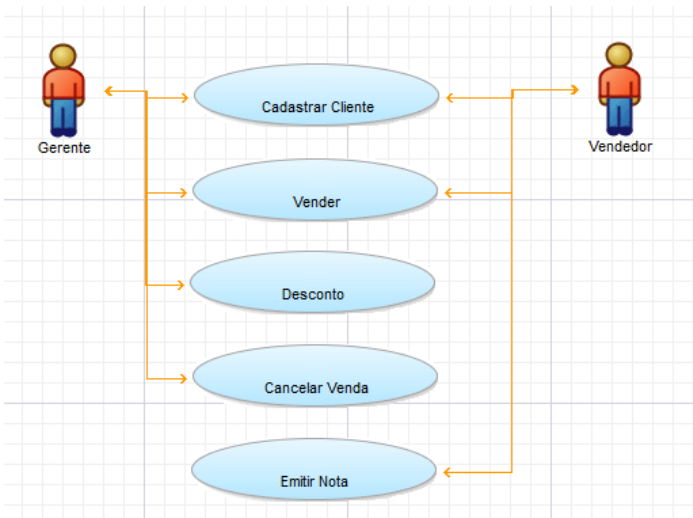 Cadastrar Cliente
Gerente
Vendedor
Vender
Desconto
Cancelar Venda
Emitir Nota